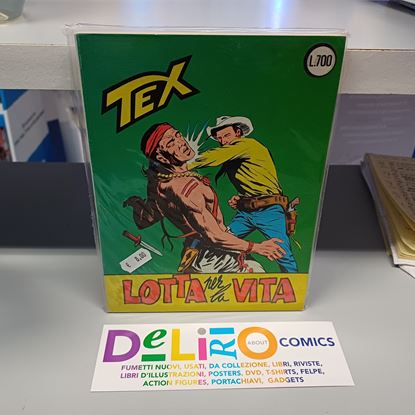 L.700
TEX
€ 8,00
LOTTA per la VITA
DeLiRiO ABOUT COMICS
FUMETTI NUOVI, USATI, DA COLLEZIONE, LIBRI, RIVISTE,
LIBRI D'ILLUSTRAZIONI, POSTERS, DVD, T-SHIRTS, FELPE,
ACTION FIGURES, PORTACHIAVI, GADGETS